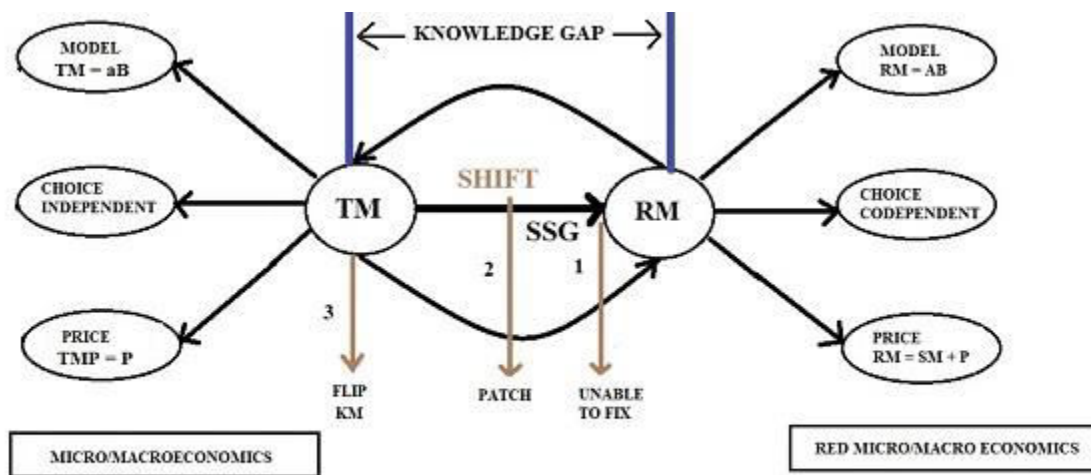 KNOWLEDGE GAP
MODEL
TM = aB
MODEL
RM = AB
CHOICE
INDEPENDENT
TM
SHIFT
SSG
RM
CHOICE
CODEPENDENT
3
2
1
PRICE
TMP = P
PRICE
RM = SM + P
FLIP
KM
PATCH
UNABLE
TO FIX
MICRO/MACROECONOMICS
RED MICRO/MACRO ECONOMICS